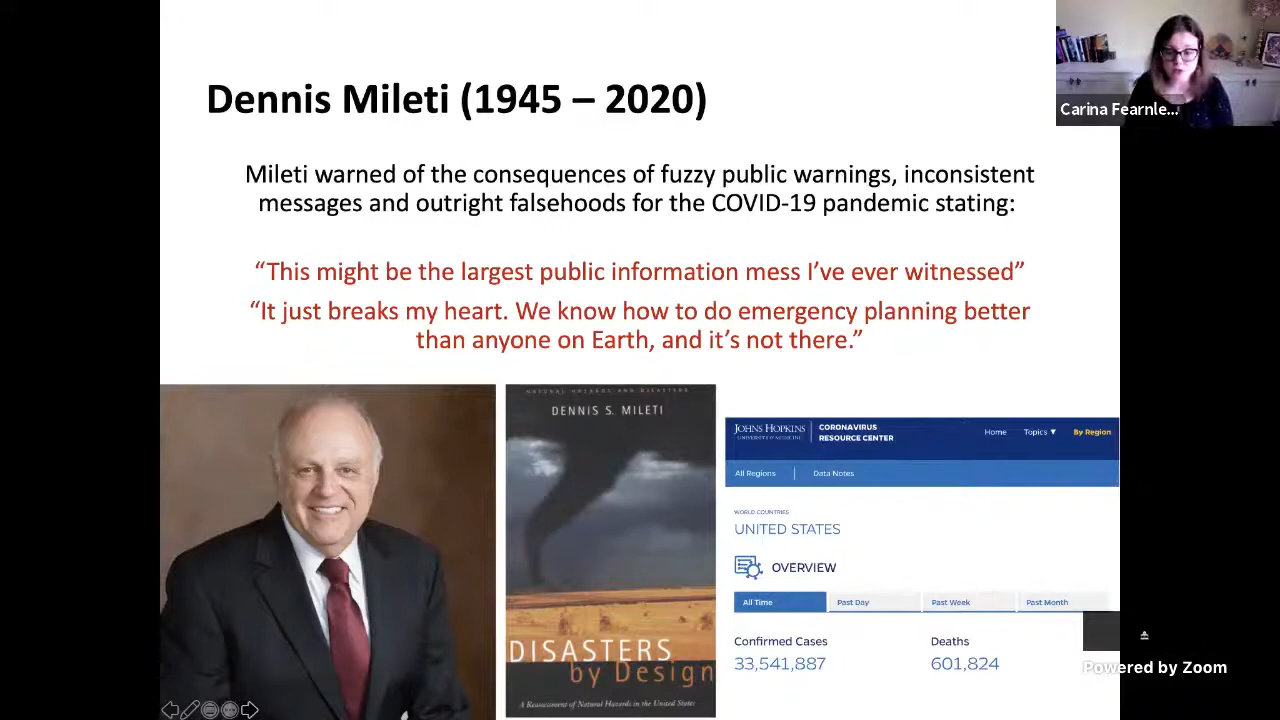 Dennis Mileti (1945 – 2020)
Carina Fearnle...
Mileti warned of the consequences of fuzzy public warnings, inconsistent
messages and outright falsehoods for the COVID-19 pandemic stating:
“This might be the largest public information mess I’ve ever witnessed”
“It just breaks my heart. We know how to do emergency planning better
than anyone on Earth, and it’s not there.”
NATURAL HAZARDS AND DISASTERS
DENNIS S. MILETI
DISASTERS
by Design
A Reassessment of Natural Hazards in the United States
JOHNS HOPKINS
UNIVERSITY of MEDICINE
CORONAVIRUS
RESOURCE CENTER
Home
Topics ▼
By Region
All Regions
Data Notes
WORLD COUNTRIES
UNITED STATES
OVERVIEW
All Time
Past Day
Past Week
Past Month
Confirmed Cases
Deaths
33,541,887
601,824
Powered by Zoom